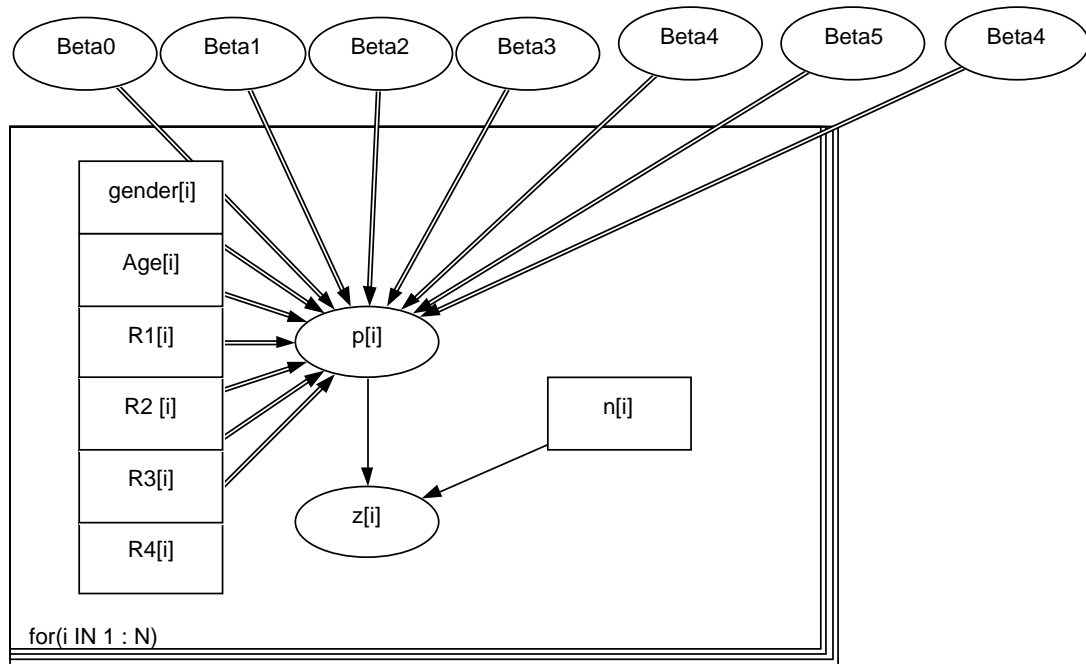 Beta0
Beta1
Beta2
Beta3
Beta4
Beta5
Beta4
gender[i]
Age[i]
R1[i]
R2 [i]
R3[i]
R4[i]
p[i]
n[i]
z[i]
for(i IN 1 : N)